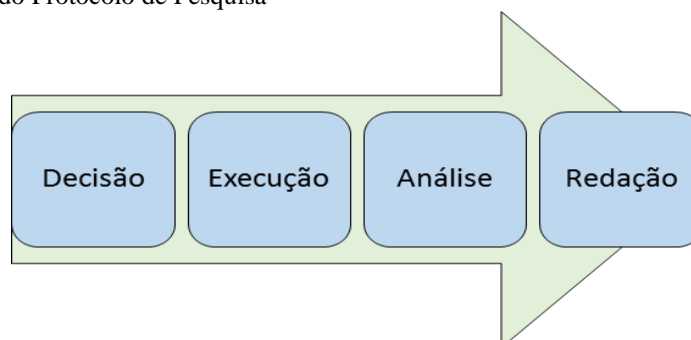 do Protocolo de Pesquisa
Decisão
Execução
Análise
Redação